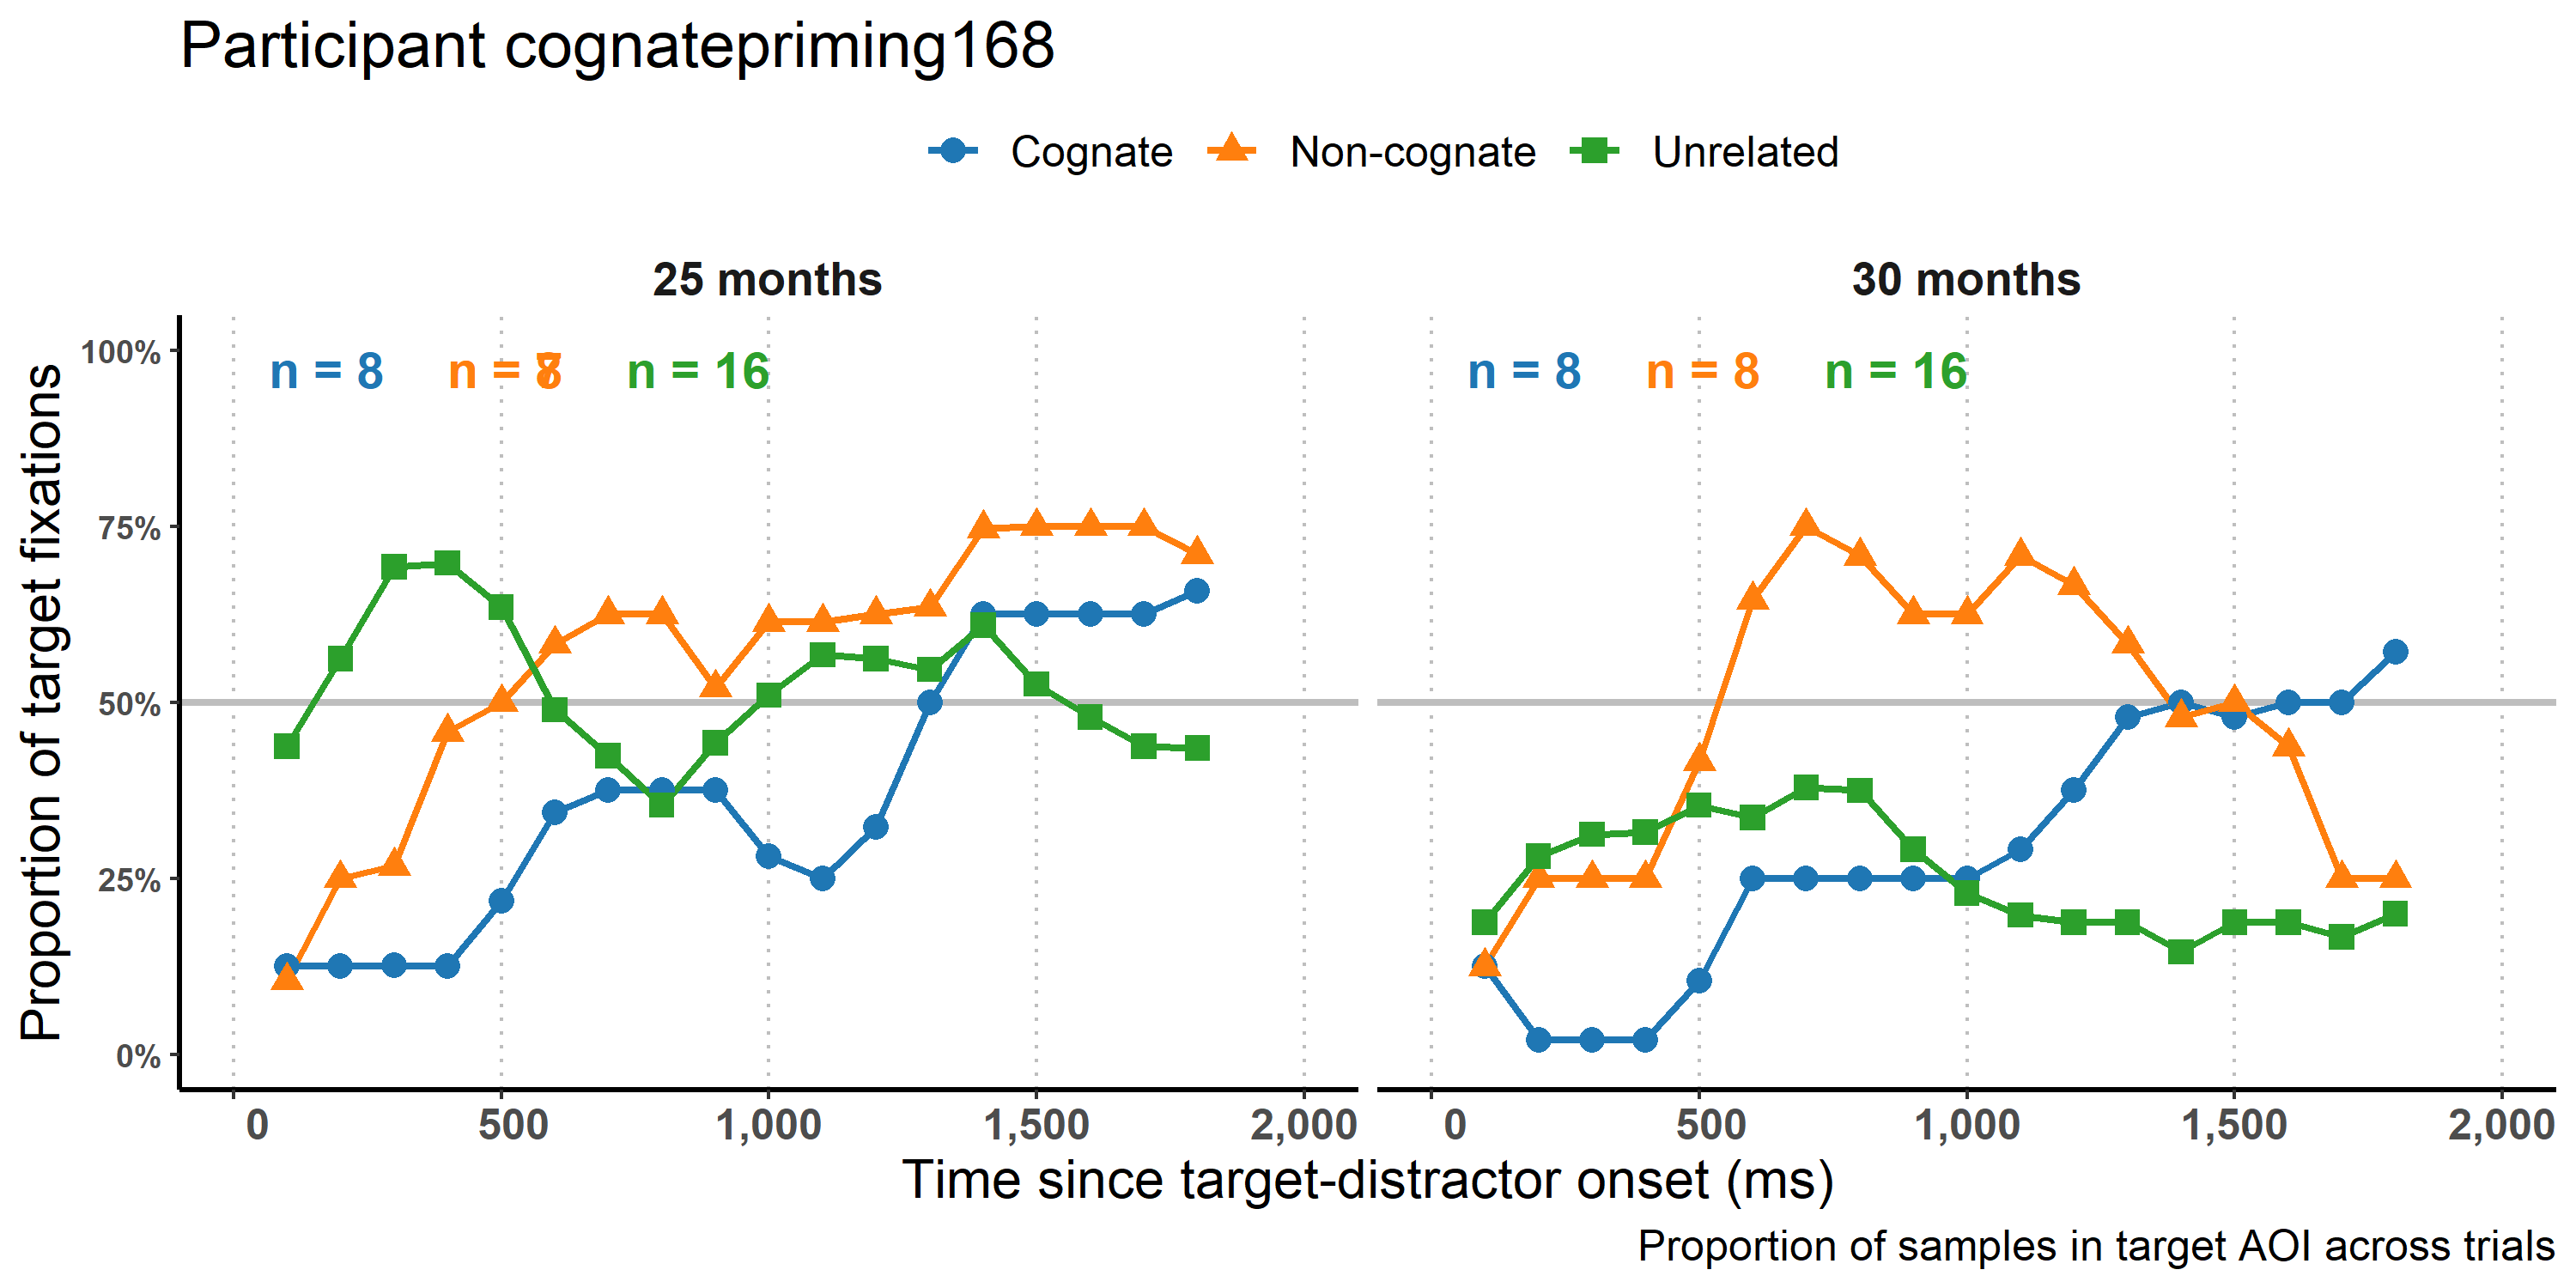 Participant cognatepriming168
Cognate Non-cognate Unrelated
25 months 30 months
n = 8 n = n = 16 n = 8 n = 8 n = 16
Proportion of target fixations
100%
75%
50%
25%
0%
0 500 1,000 1,500 2,000 0 500 1,000 1,500 2,000
Time since target-distractor onset (ms)
Proportion of samples in target AOI across trials